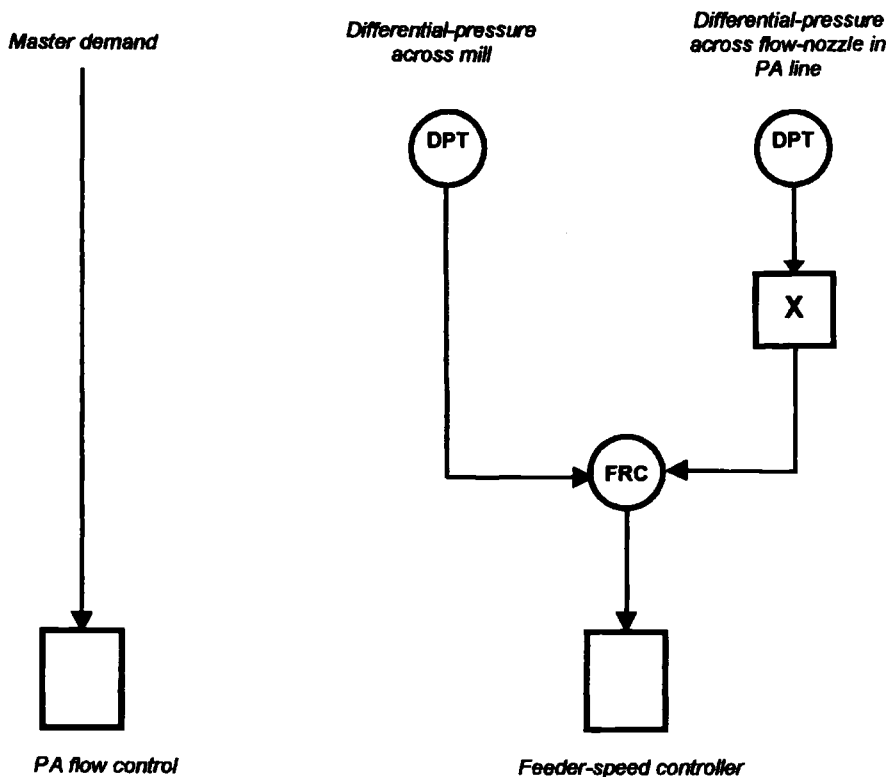 Master demand
Differential-pressure
across mill
Differential-pressure
across flow-nozzle in
PA line
DPT
DPT
X
FRC
PA flow control
Feeder-speed controller